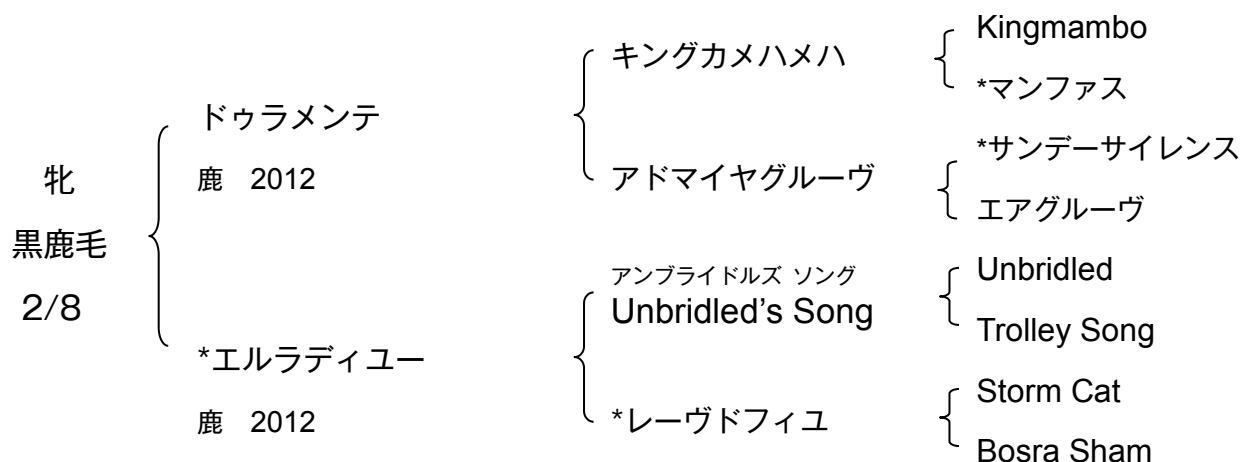 牝
黒鹿毛
2/8
ドゥラメンテ
鹿 2012
*エルラディユー
鹿 2012
キングカメハメハ
アドマイヤグルーヴ
アンブライドルズ ソング
Unbridled's Song
*レーヴドフィユ
Kingmambo
*マンファス
*サンデーサイレンス
エアグルーヴ
Unbridled
Trolley Song
Storm Cat
Bosra Sham